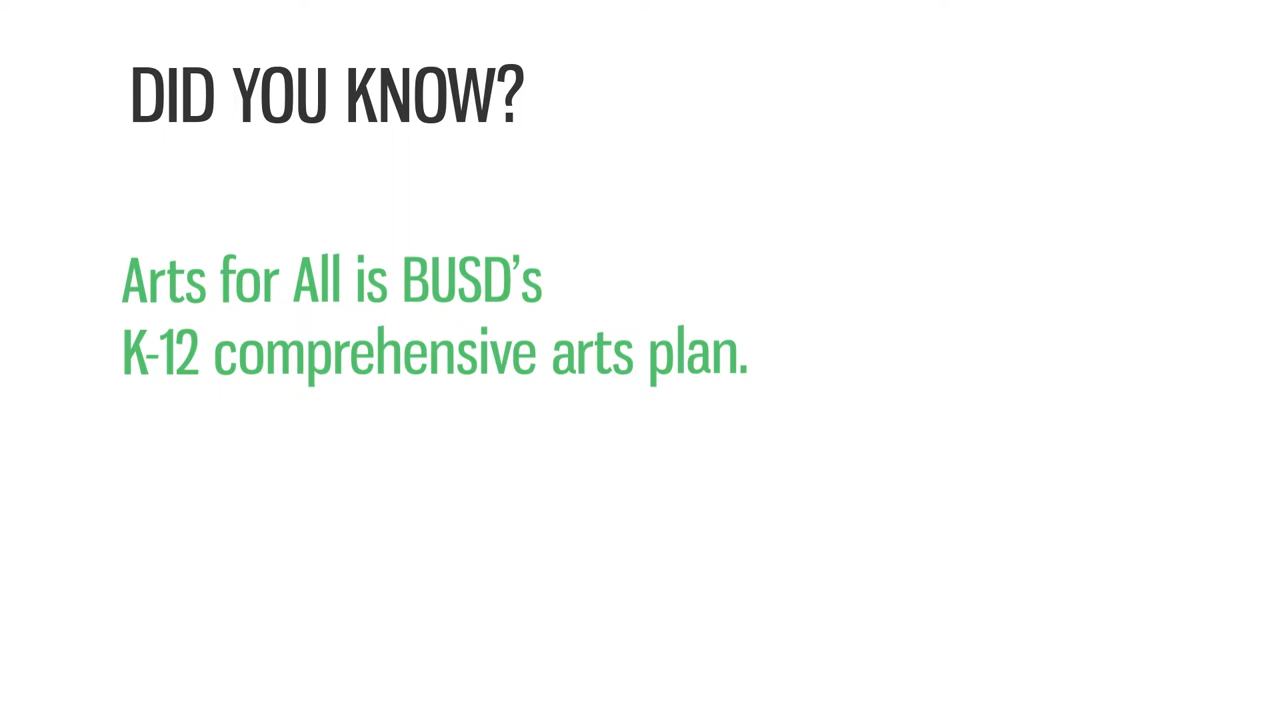 DID YOU KNOW?
Arts for All is BUSD’s
K-12 comprehensive arts plan.